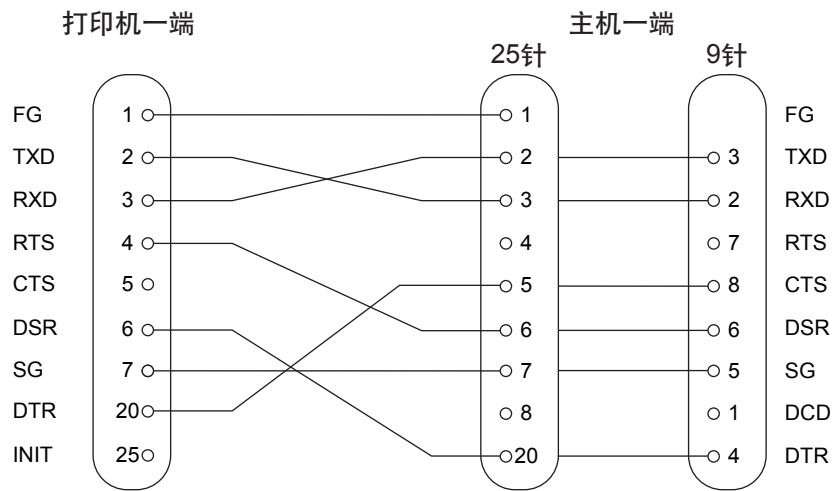 打印机一端 主机一端
25针 9针
FG 1 1 FG
TXD 2 2 3 TXD
RXD 3 3 2 RXD
RTS 4 4 7 RTS
CTS 5 5 8 CTS
DSR 6 6 6 DSR
SG 7 7 5 SG
DTR 20 8 1 DCD
INIT 25 20 4 DTR